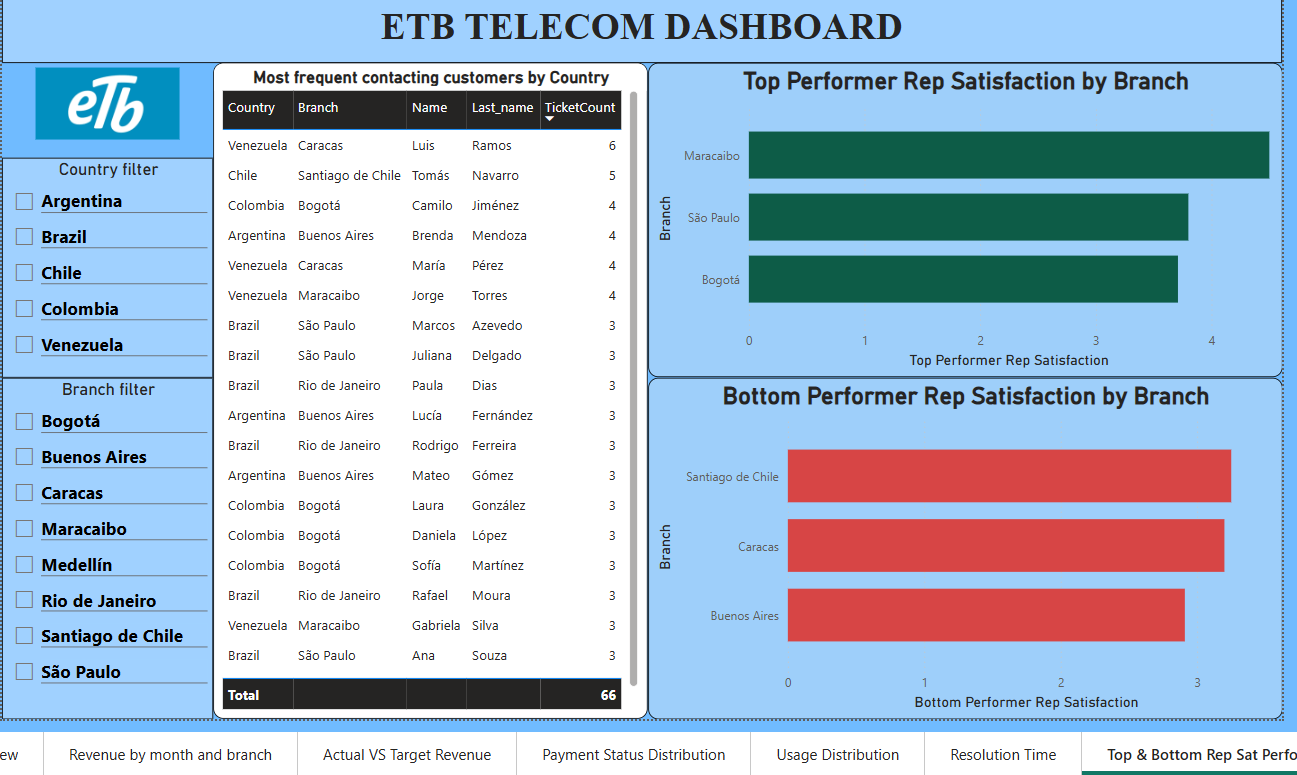 ETB TELECOM DASHBOARD
eTb
Country filter
Argentina
Brazil
Chile
Colombia
Venezuela
Branch filter
Bogotá
Buenos Aires
Caracas
Maracaibo
Medellín
Rio de Janeiro
Santiago de Chile
São Paulo
Most frequent contacting customers by Country
Country Branch Name Last_name TicketCount
Venezuela Caracas Luis Ramos 6
Chile Santiago de Chile Tomás Navarro 5
Colombia Bogotá Camilo Jiménez 4
Argentina Buenos Aires Brenda Mendoza 4
Venezuela Caracas María Pérez 4
Venezuela Maracaibo Jorge Torres 4
Brazil São Paulo Marcos Azevedo 3
Brazil São Paulo Juliana Delgado 3
Brazil Rio de Janeiro Paula Dias 3
Argentina Buenos Aires Lucía Fernández 3
Brazil Rio de Janeiro Rodrigo Ferreira 3
Argentina Buenos Aires Mateo Gómez 3
Colombia Bogotá Laura González 3
Colombia Bogotá Daniela López 3
Colombia Bogotá Sofía Martínez 3
Brazil Rio de Janeiro Rafael Moura 3
Venezuela Maracaibo Gabriela Silva 3
Brazil São Paulo Ana Souza 3
Total 66
Top Performer Rep Satisfaction by Branch
Branch
Maracaibo
São Paulo
Bogotá
0 1 2 3 4
Top Performer Rep Satisfaction
Bottom Performer Rep Satisfaction by Branch
Branch
Santiago de Chile
Caracas
Buenos Aires
0 1 2 3
Bottom Performer Rep Satisfaction
ew Revenue by month and branch Actual VS Target Revenue Payment Status Distribution Usage Distribution Resolution Time Top & Bottom Rep Sat Perfo